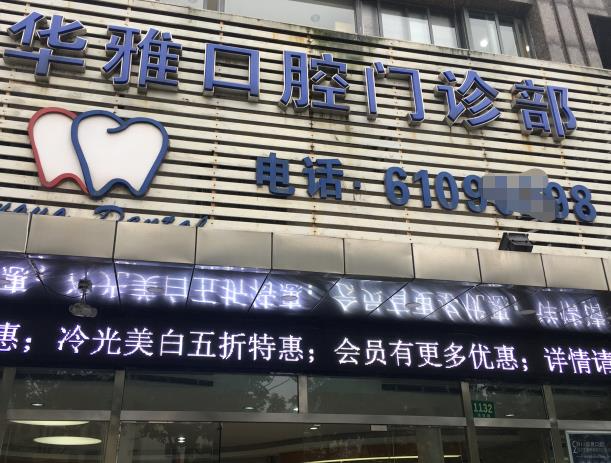 华雅口腔门诊部
电话·6109 98
Dental
惠；冷光美白五折特惠；会员有更多优惠；详情请
1132